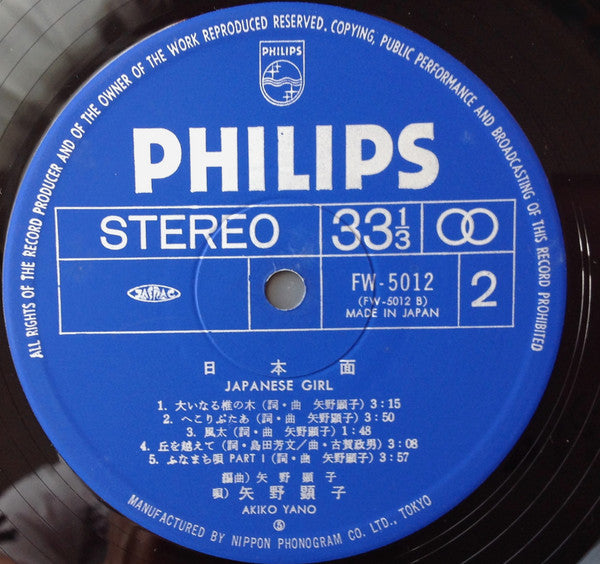 ALL RIGHTS OF THE RECORD PRODUCER AND OF THE OWNER OF THE WORK REPRODUCED RESERVED. COPYING, PUBLIC PERFORMANCE AND BROADCASTING OF THIS RECORD PROHIBITED
PHILIPS
PHILIPS
STEREO
33 1/3
JASRAC
FW-5012
(FW-5012 B)
MADE IN JAPAN
2
日本面
JAPANESE GIRL
1. 大いなる椎の木 (詞・曲 矢野顕子) 3:15
2. へこりぷたあ (詞・曲 矢野顕子) 3:50
3. 風太 (詞・曲 矢野顕子) 1:48
4. 丘を越えて (詞・島田芳文/曲・古賀政男) 3:08
5. ふなまち唄 PART I (詞・曲 矢野顕子) 3:57
編曲) 矢野顕子
唄) 矢野顕子
AKIKO YANO
Ⓢ
MANUFACTURED BY NIPPON PHONOGRAM CO. LTD., TOKYO